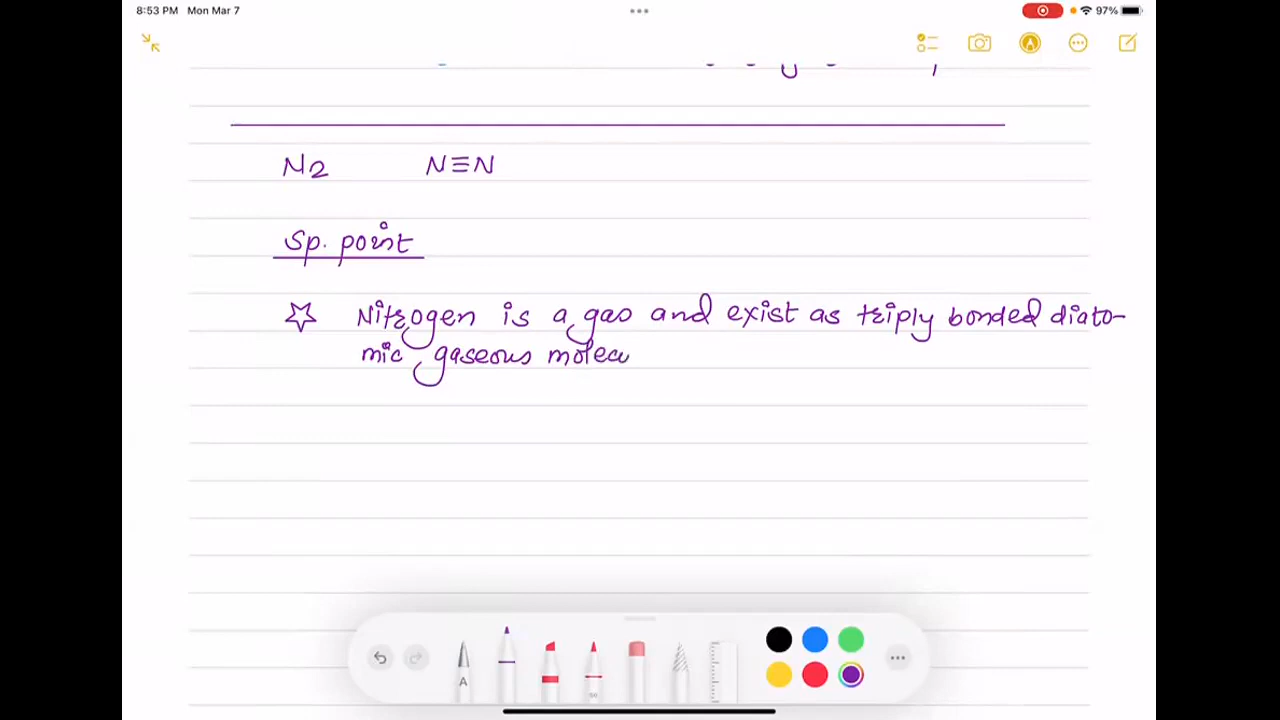 8:53 PM Mon Mar 7
97%
N2 N≡N
Sp. point
☆ Nitrogen is a gas and exist as triply bonded diato-
mic gaseous molecu
A
50